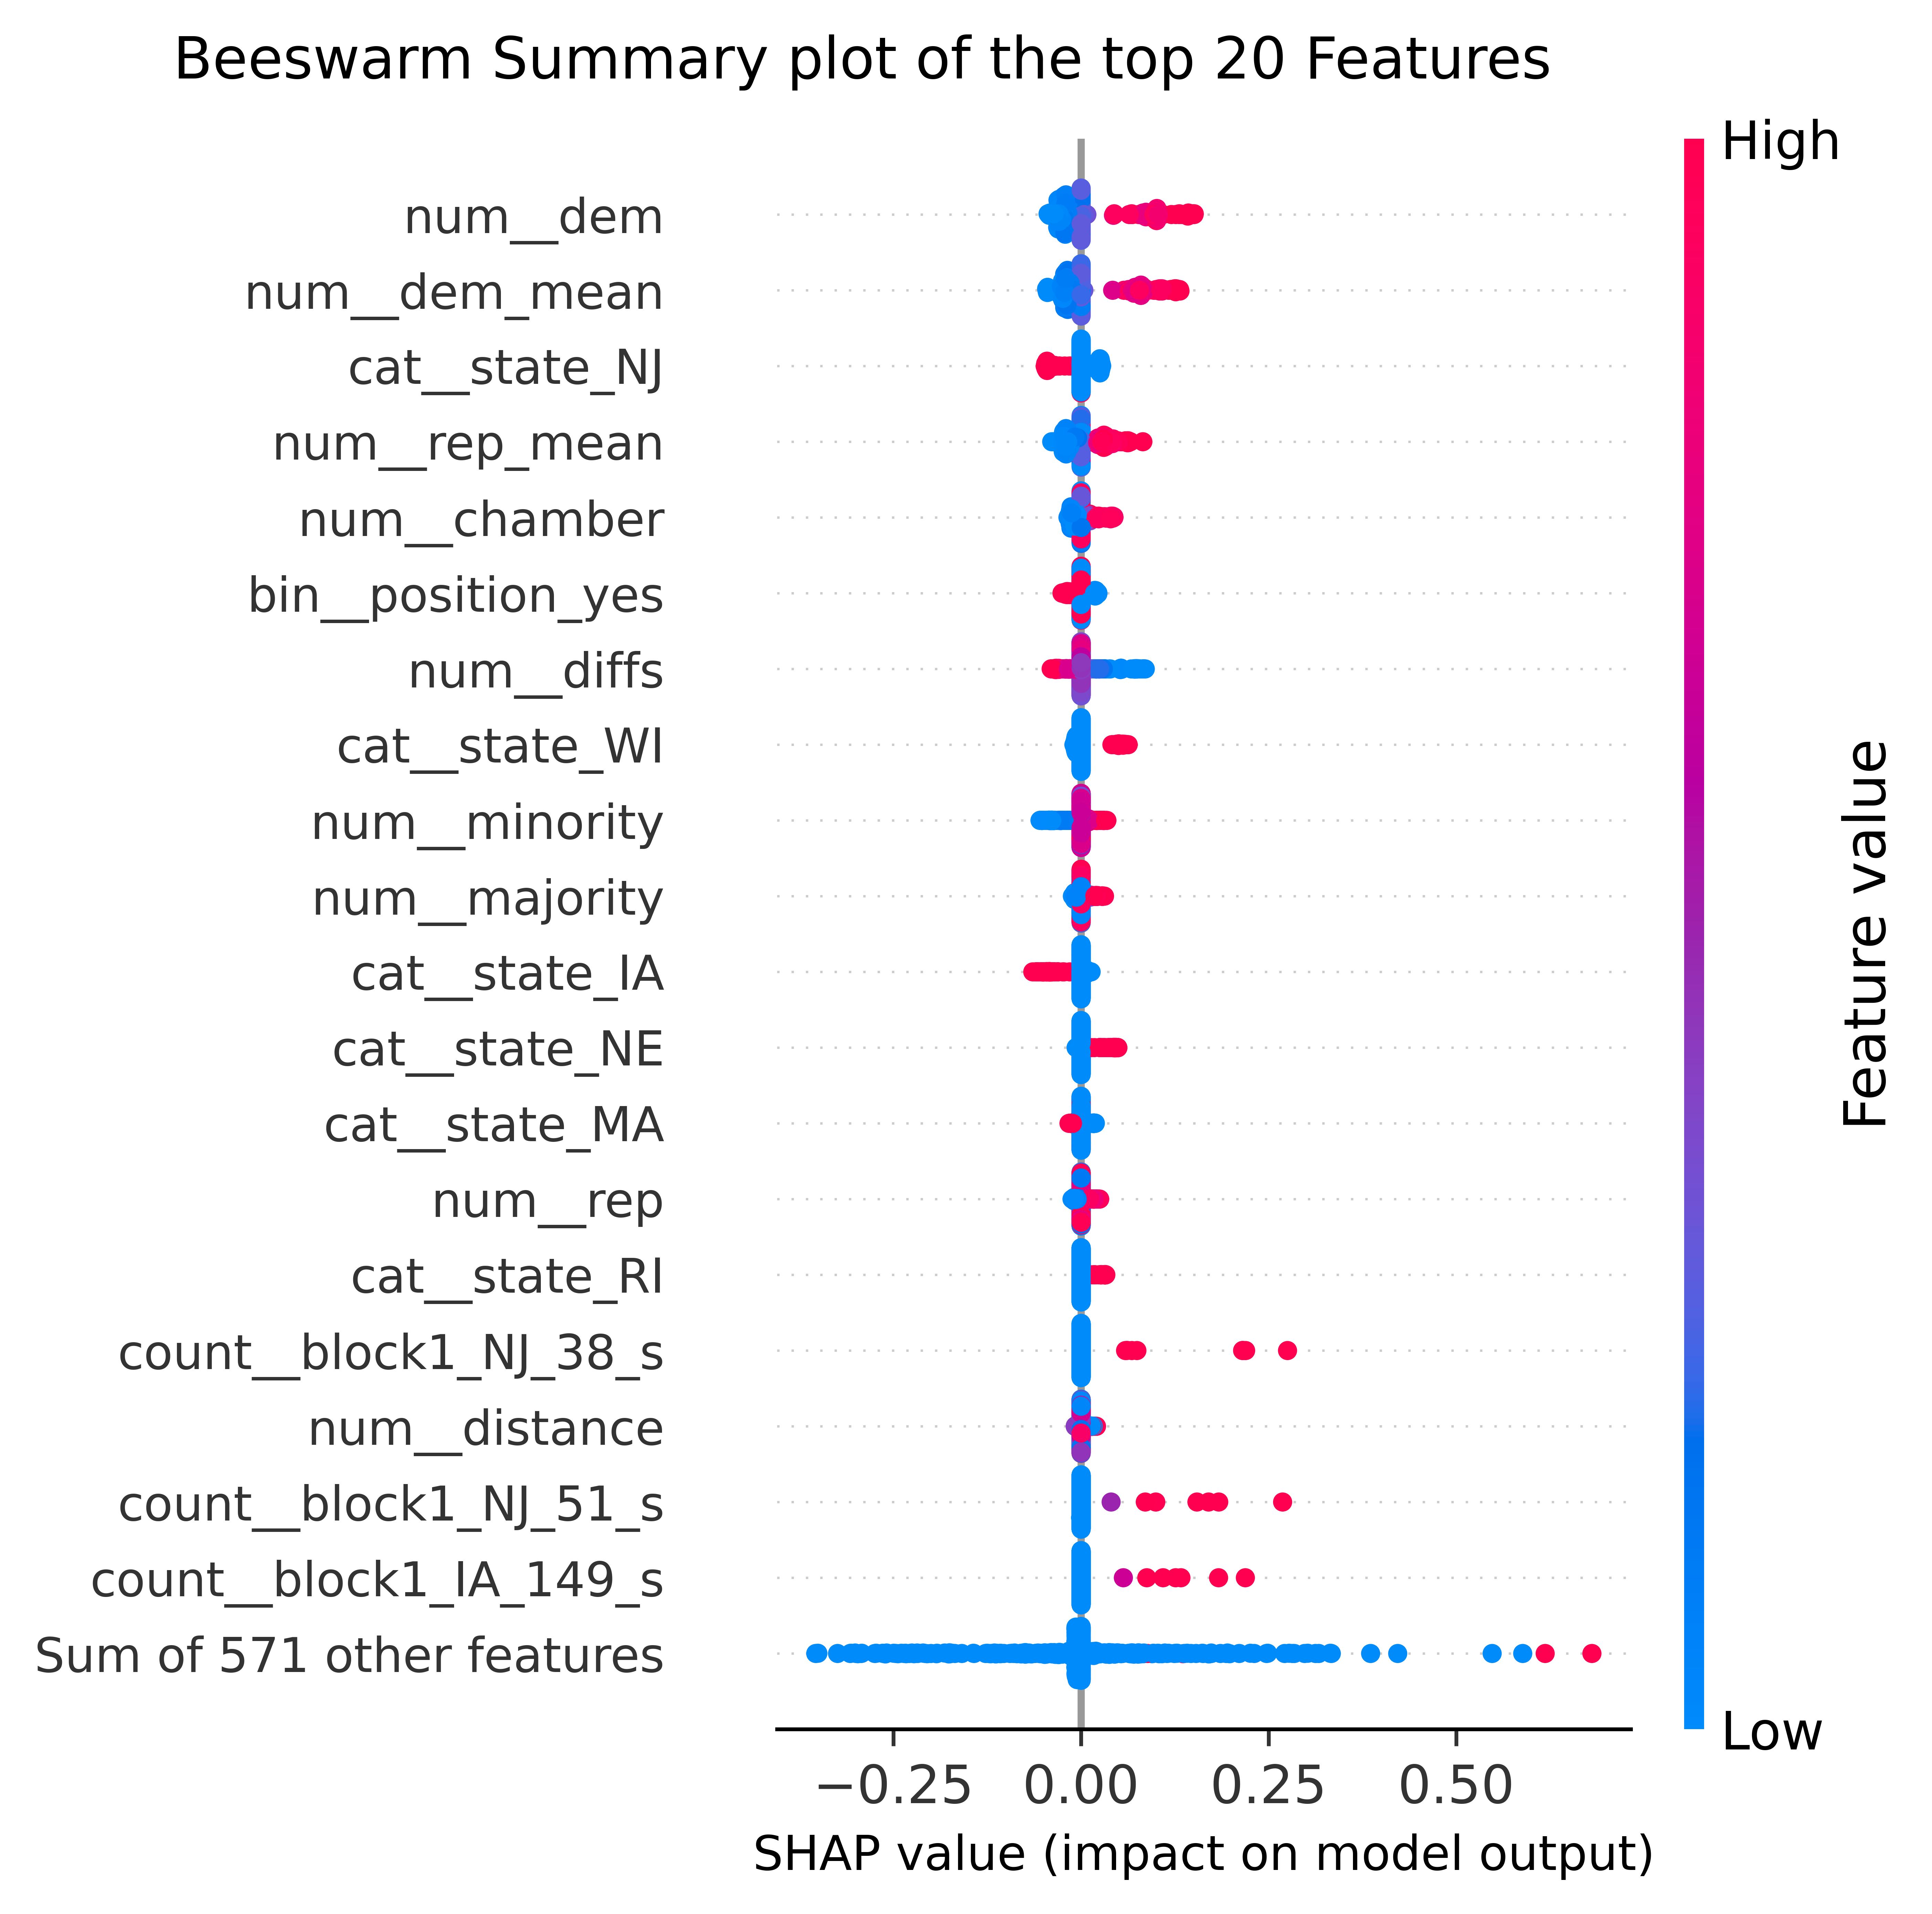 Beeswarm Summary plot of the top 20 Features
High
num__dem
num__dem_mean
cat__state_NJ
num__rep_mean
num__chamber
bin__position_yes
num__diffs
cat__state_WI
num__minority
num__majority
cat__state_IA
cat__state_NE
cat__state_MA
num__rep
cat__state_RI
count__block1_NJ_38_s
num__distance
count__block1_NJ_51_s
count__block1_IA_149_s
Sum of 571 other features
Feature value
Low
−0.25 0.00 0.25 0.50
SHAP value (impact on model output)